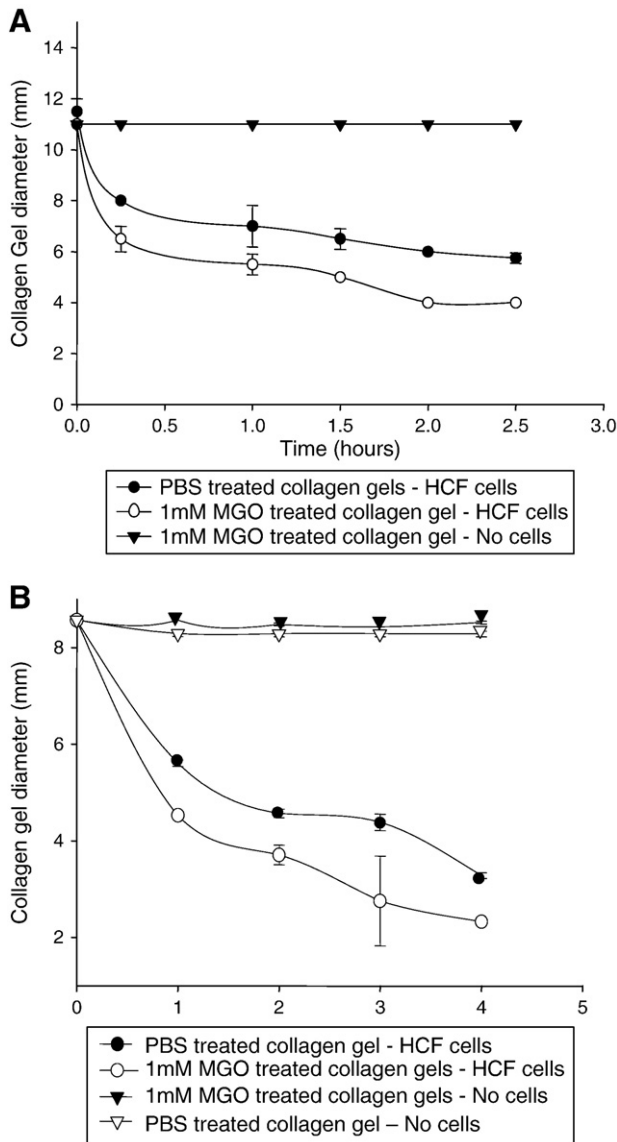 A
14
12
10
8
6
4
2
0
Collagen Gel diameter (mm)
0.0 0.5 1.0 1.5 2.0 2.5 3.0
Time (hours)
PBS treated collagen gels - HCF cells
1mM MGO treated collagen gel - HCF cells
1mM MGO treated collagen gel - No cells
B
8
6
4
2
Collagen gel diameter (mm)
0 1 2 3 4 5
PBS treated collagen gel - HCF cells
1mM MGO treated collagen gels - HCF cells
1mM MGO treated collagen gels - No cells
PBS treated collagen gel – No cells